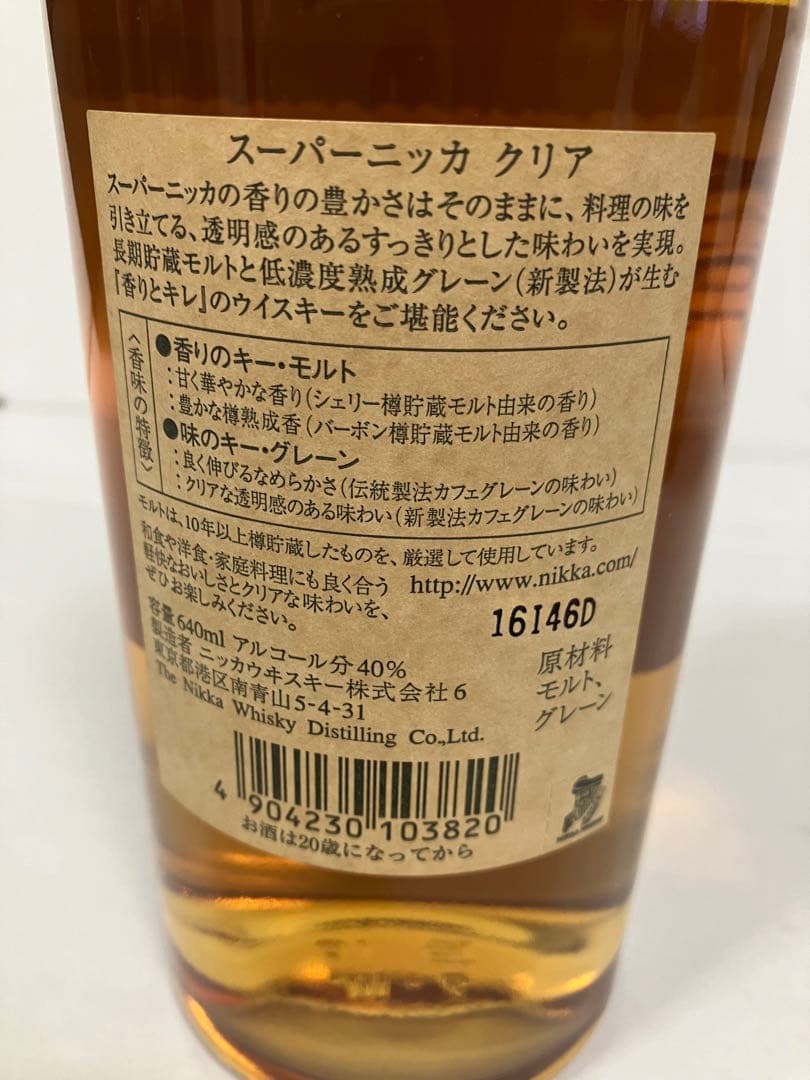 スーパーニッカ クリア
スーパーニッカの香りの豊かさはそのままに、料理の味を
引き立てる、透明感のあるすっきりとした味わいを実現。
長期貯蔵モルトと低濃度熟成グレーン(新製法)が生む
『香りとキレ』のウイスキーをご堪能ください。
〈香味の特徴〉
●香りのキー・モルト
:甘く華やかな香り(シェリー樽貯蔵モルト由来の香り)
:豊かな樽熟成香(バーボン樽貯蔵モルト由来の香り)
●味のキー・グレーン
:良く伸びるなめらかさ(伝統製法カフェグレーンの味わい)
:クリアな透明感のある味わい(新製法カフェグレーンの味わい)
モルトは、10年以上樽貯蔵したものを、厳選して使用しています。
和食や洋食・家庭料理にも良く合う
軽快なおいしさとクリアな味わいを、
ぜひお楽しみください。
http://www.nikka.com/
16I46D
容量640ml アルコール分40%
製造者 ニッカウヰスキー株式会社6
東京都港区南青山5-4-31
The Nikka Whisky Distilling Co.,Ltd.
原材料
モルト、
グレーン
4 904230 103820
お酒は20歳になってから